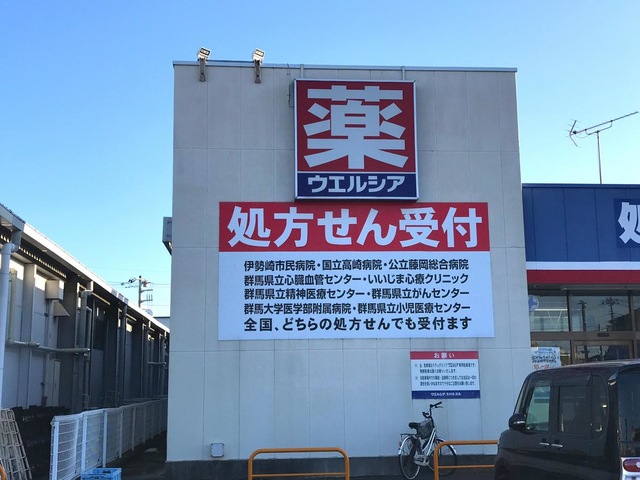 薬
ウエルシア
処方せん受付
伊勢崎市民病院・国立高崎病院・公立藤岡総合病院
群馬県立心臓血管センター・いいじま心療クリニック
群馬県立精神医療センター・群馬県立がんセンター
群馬大学医学部附属病院・群馬県立小児医療センター
全国、どちらの処方せんでも受付ます
処
お願い